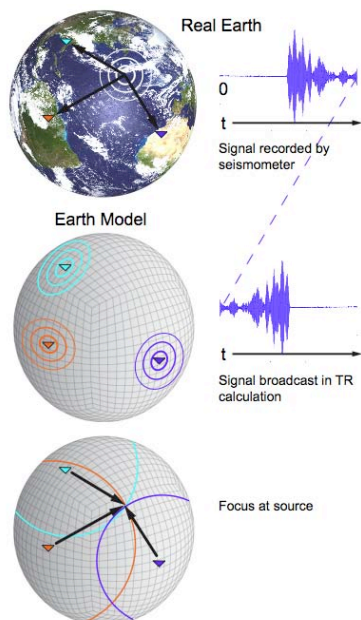 Real Earth
0
t
Signal recorded by
seismometer
Earth Model
t
Signal broadcast in TR
calculation
Focus at source